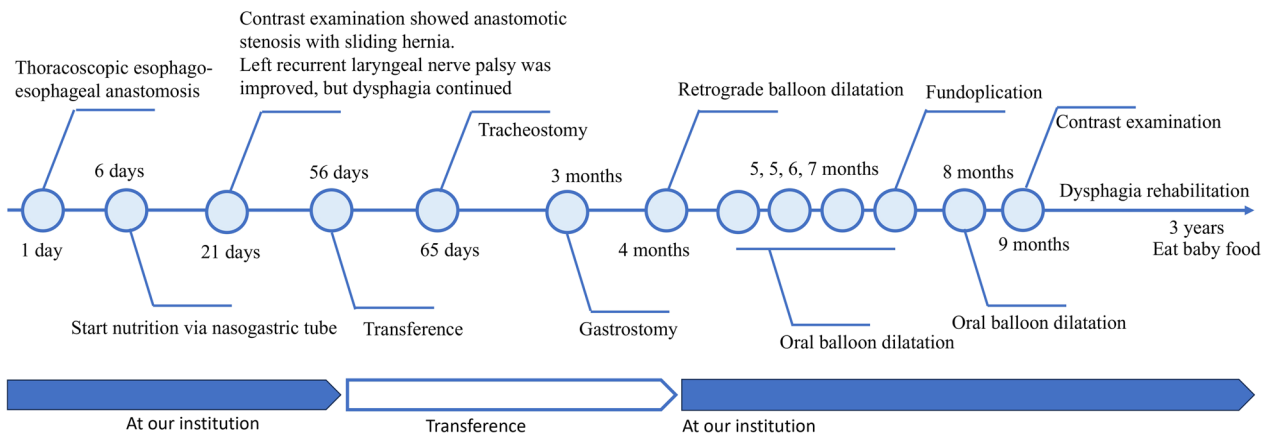 Contrast examination showed anastomotic
stenosis with sliding hernia.
Left recurrent laryngeal nerve palsy was
improved, but dysphagia continued
Thoracoscopic esophago-
esophageal anastomosis
Retrograde balloon dilatation
Fundoplication
Tracheostomy
Contrast examination
6 days
56 days
3 months
5, 5, 6, 7 months
8 months
Dysphagia rehabilitation
1 day
21 days
65 days
4 months
9 months
3 years
Eat baby food
Start nutrition via nasogastric tube
Transference
Gastrostomy
Oral balloon dilatation
Oral balloon dilatation
At our institution
Transference
At our institution